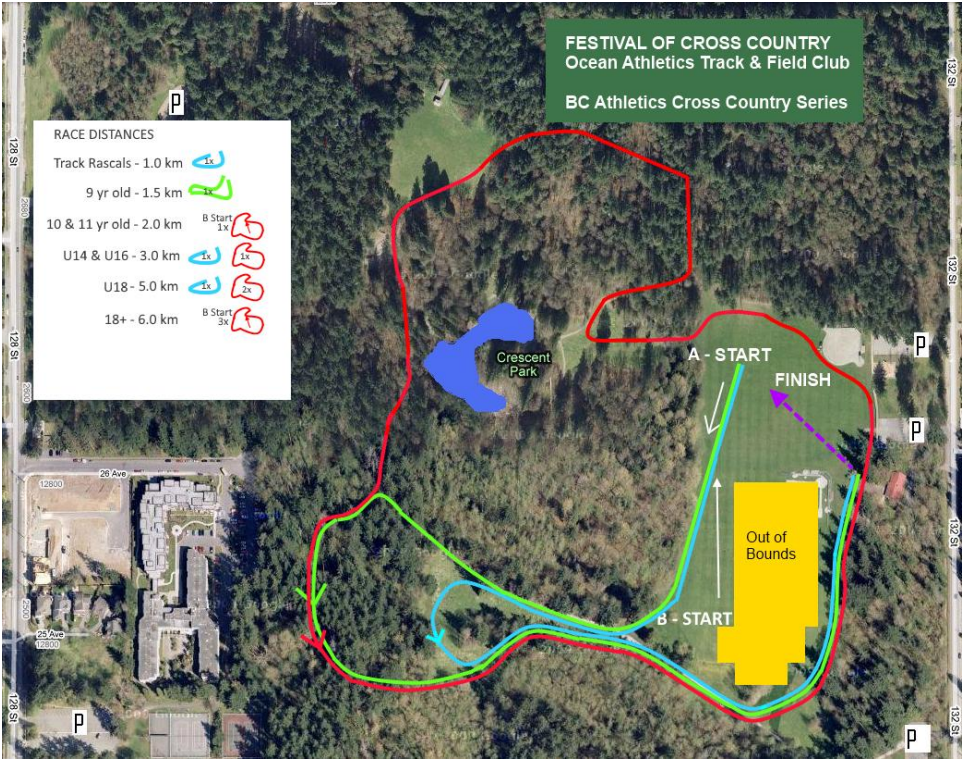 FESTIVAL OF CROSS COUNTRY
Ocean Athletics Track & Field Club
BC Athletics Cross Country Series
P
RACE DISTANCES
Track Rascals - 1.0 km 1x
9 yr old - 1.5 km 1x
10 & 11 yr old - 2.0 km B Start 1x
U14 & U16 - 3.0 km 1x 1x
U18 - 5.0 km 1x 2x
18+ - 6.0 km B Start 3x
128 St
132 St
2660
132 St
128 St
2600
Crescent
Park
A - START
P
FINISH
P
26 Ave
12800
Out of
Bounds
132 St
2500
25 Ave
12800
B - START
128 St
P
132 St
P